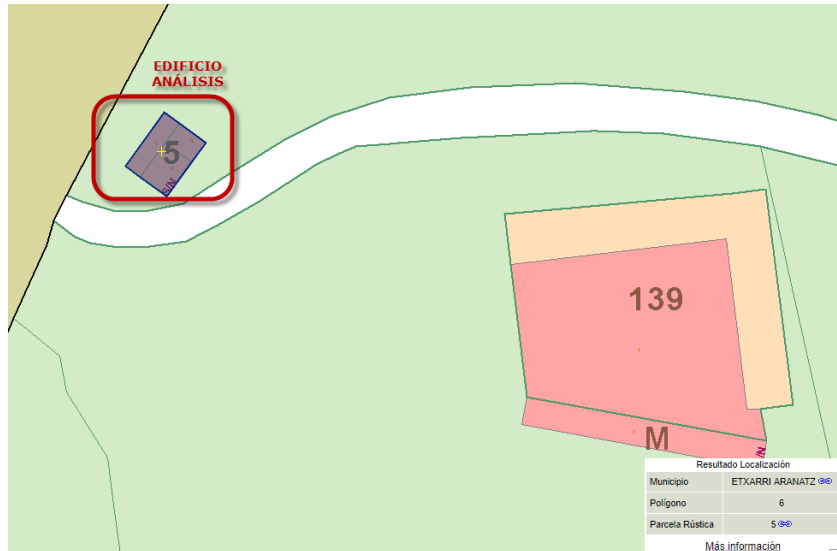 EDIFICIO
ANÁLISIS
5
S/N
139
M
Resultado Localización
Municipio ETXARRI ARANATZ
Polígono 6
Parcela Rústica 5
Más información